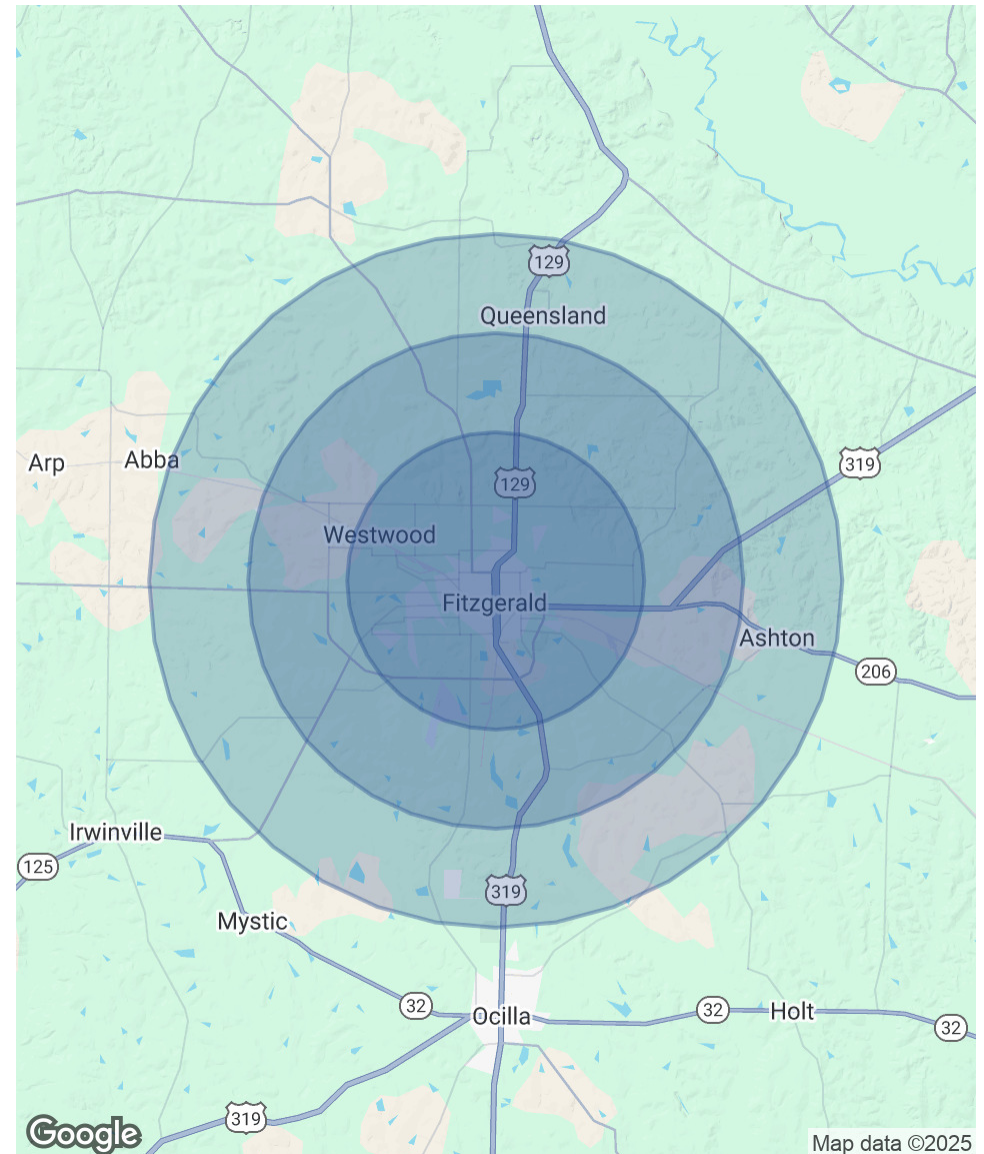 129
Queensland
Arp
Abba
319
129
Westwood
Fitzgerald
Ashton
206
Irwinville
125
319
Mystic
32
Ocilla
32
Holt
32
319
Google
Map data ©2025